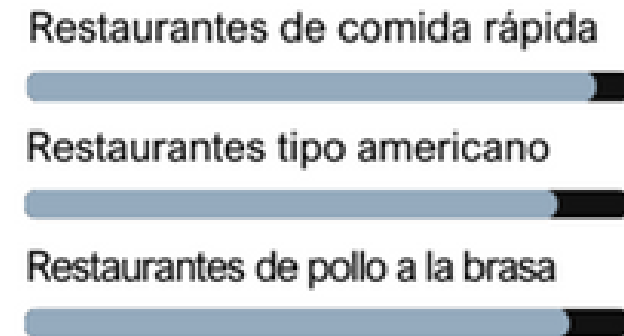 Restaurantes de comida rápida
Restaurantes tipo americano
Restaurantes de pollo a la brasa